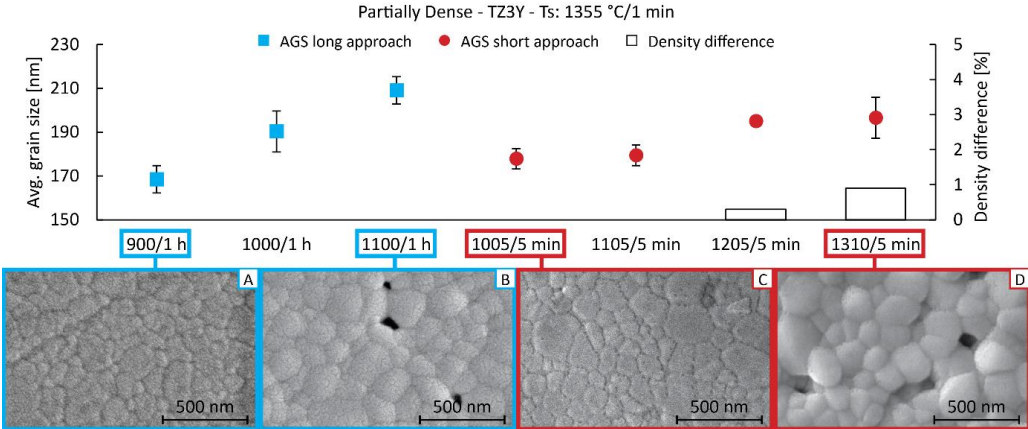 Partially Dense - TZ3Y - Ts: 1355 °C/1 min
AGS long approach AGS short approach Density difference
Avg. grain size [nm]
230
210
190
170
150
5
4
3
2
1
0
Density difference [%]
900/1 h 1000/1 h 1100/1 h 1005/5 min 1105/5 min 1205/5 min 1310/5 min
A B C D
500 nm 500 nm 500 nm 500 nm